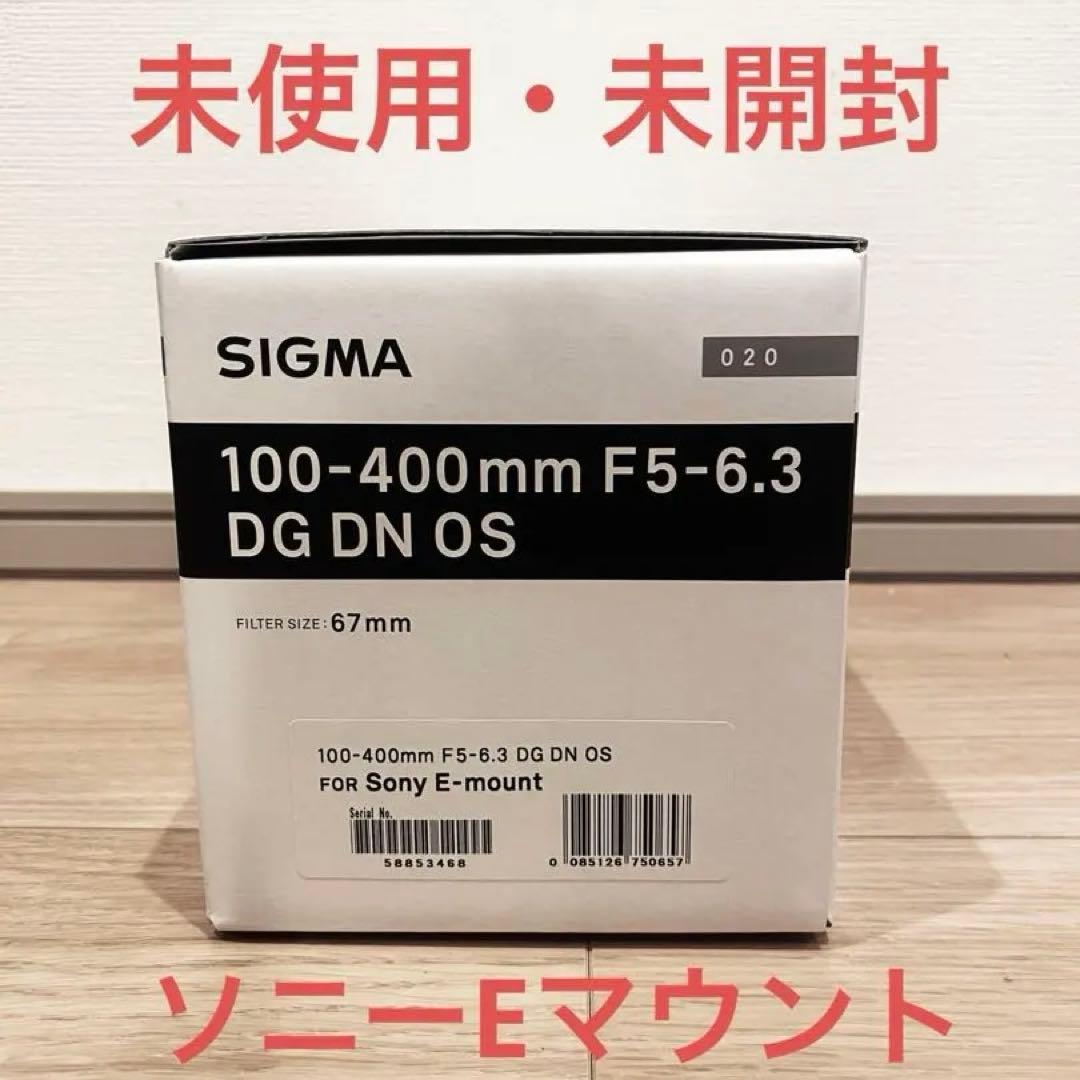 未使用・未開封
SIGMA
020
100-400mm F5-6.3
DG DN OS
FILTER SIZE: 67mm
100-400mm F5-6.3 DG DN OS
FOR Sony E-mount
Serial No.
58853468
0 085126 750657
ソニーEマウント